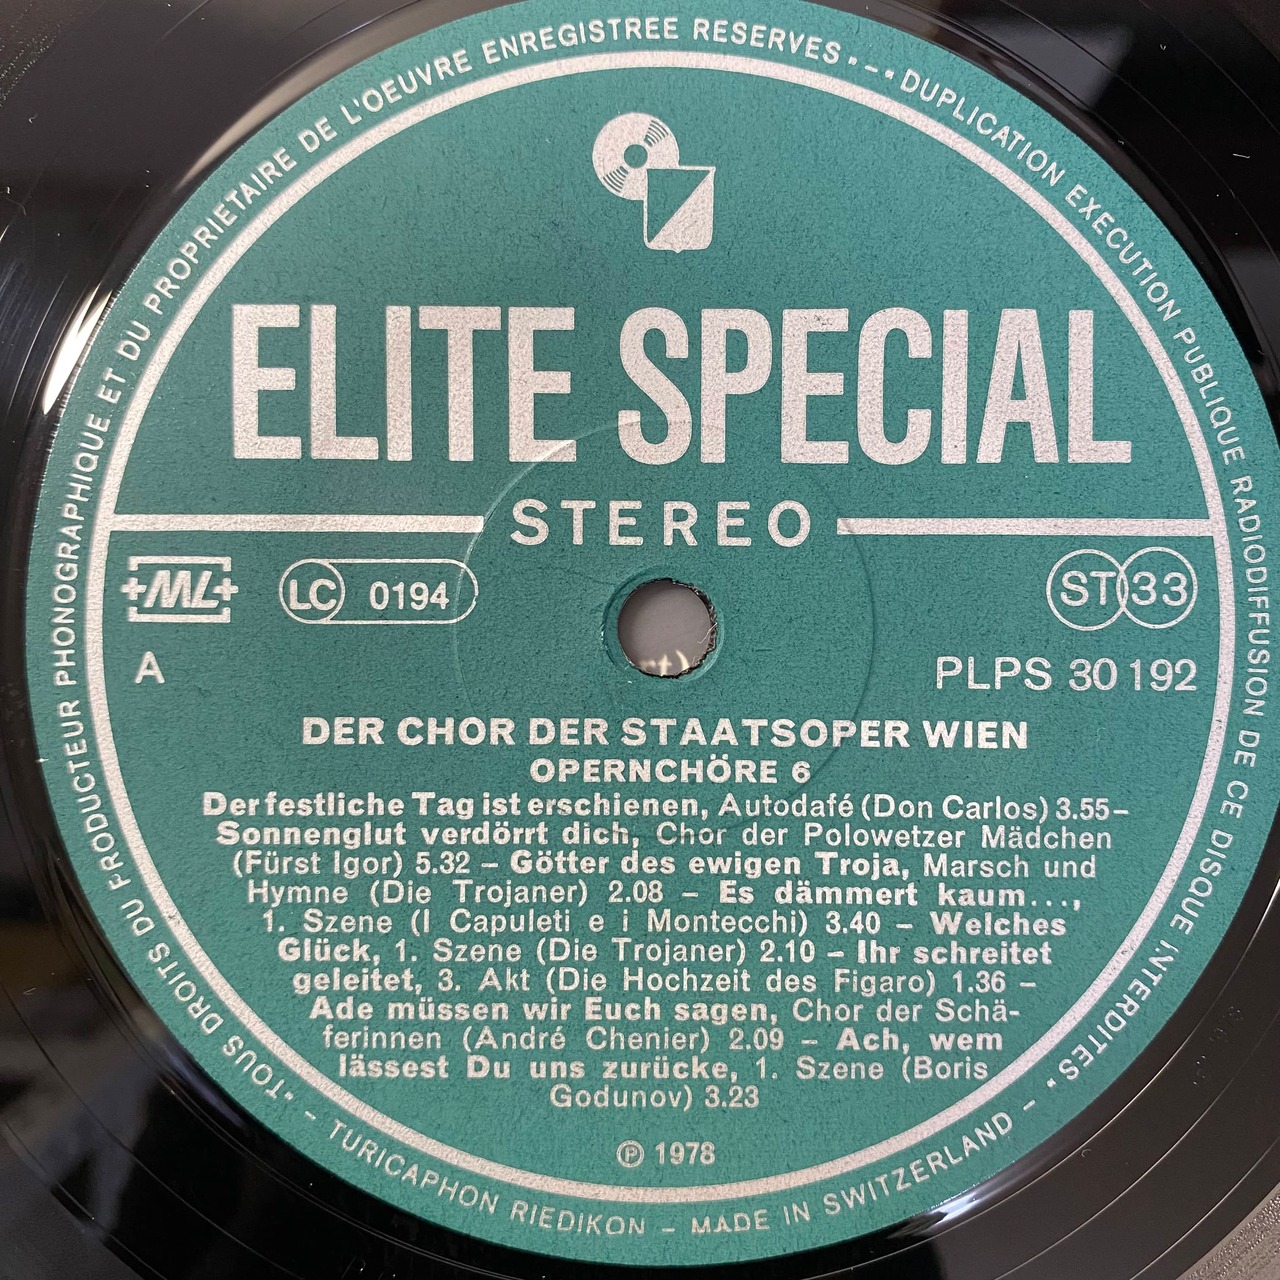 TOUS DROITS DU PRODUCTEUR PHONOGRAPHIQUE ET DU PROPRIETAIRE DE L'OEUVRE ENREGISTREE RESERVES · – · DUPLICATION EXECUTION PUBLIQUE RADIODIFFUSION DE CE DISQUE INTERDITES ·
ELITE SPECIAL
STEREO
ML LC 0194 ST 33
A PLPS 30 192
DER CHOR DER STAATSOPER WIEN
OPERNCHÖRE 6
Der festliche Tag ist erschienen, Autodafé (Don Carlos) 3.55–
Sonnenglut verdörrt dich, Chor der Polowetzer Mädchen
(Fürst Igor) 5.32 – Götter des ewigen Troja, Marsch und
Hymne (Die Trojaner) 2.08 – Es dämmert kaum...,
1. Szene (I Capuleti e i Montecchi) 3.40 – Welches
Glück, 1. Szene (Die Trojaner) 2.10 – Ihr schreitet
geleitet, 3. Akt (Die Hochzeit des Figaro) 1.36 –
Ade müssen wir Euch sagen, Chor der Schä-
ferinnen (André Chenier) 2.09 – Ach, wem
lässest Du uns zurücke, 1. Szene (Boris
Godunov) 3.23
℗ 1978
– TURICAPHON RIEDIKON – MADE IN SWITZERLAND –